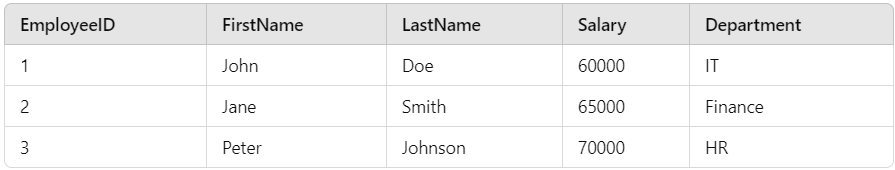 EmployeeID FirstName LastName Salary Department
1 John Doe 60000 IT
2 Jane Smith 65000 Finance
3 Peter Johnson 70000 HR